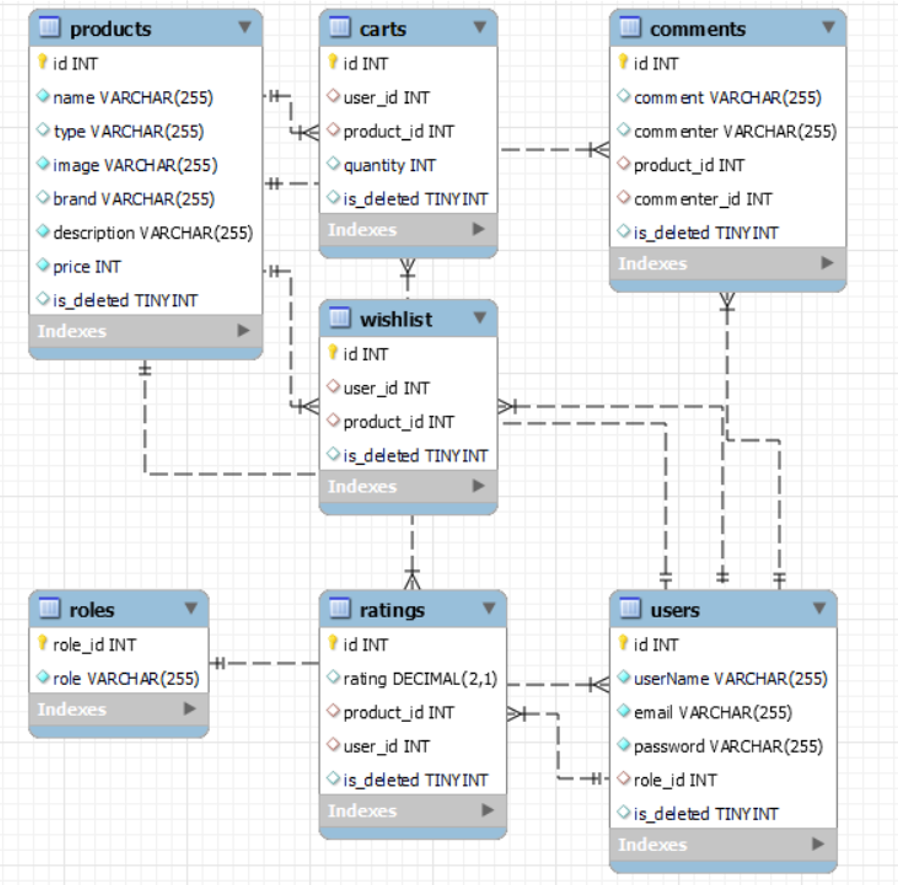 products
id INT
name VARCHAR(255)
type VARCHAR(255)
image VARCHAR(255)
brand VARCHAR(255)
description VARCHAR(255)
price INT
is_deleted TINYINT
Indexes
carts
id INT
user_id INT
product_id INT
quantity INT
is_deleted TINYINT
Indexes
comments
id INT
comment VARCHAR(255)
commenter VARCHAR(255)
product_id INT
commenter_id INT
is_deleted TINYINT
Indexes
wishlist
id INT
user_id INT
product_id INT
is_deleted TINYINT
Indexes
roles
role_id INT
role VARCHAR(255)
Indexes
ratings
id INT
rating DECIMAL(2,1)
product_id INT
user_id INT
is_deleted TINYINT
Indexes
users
id INT
userName VARCHAR(255)
email VARCHAR(255)
password VARCHAR(255)
role_id INT
is_deleted TINYINT
Indexes